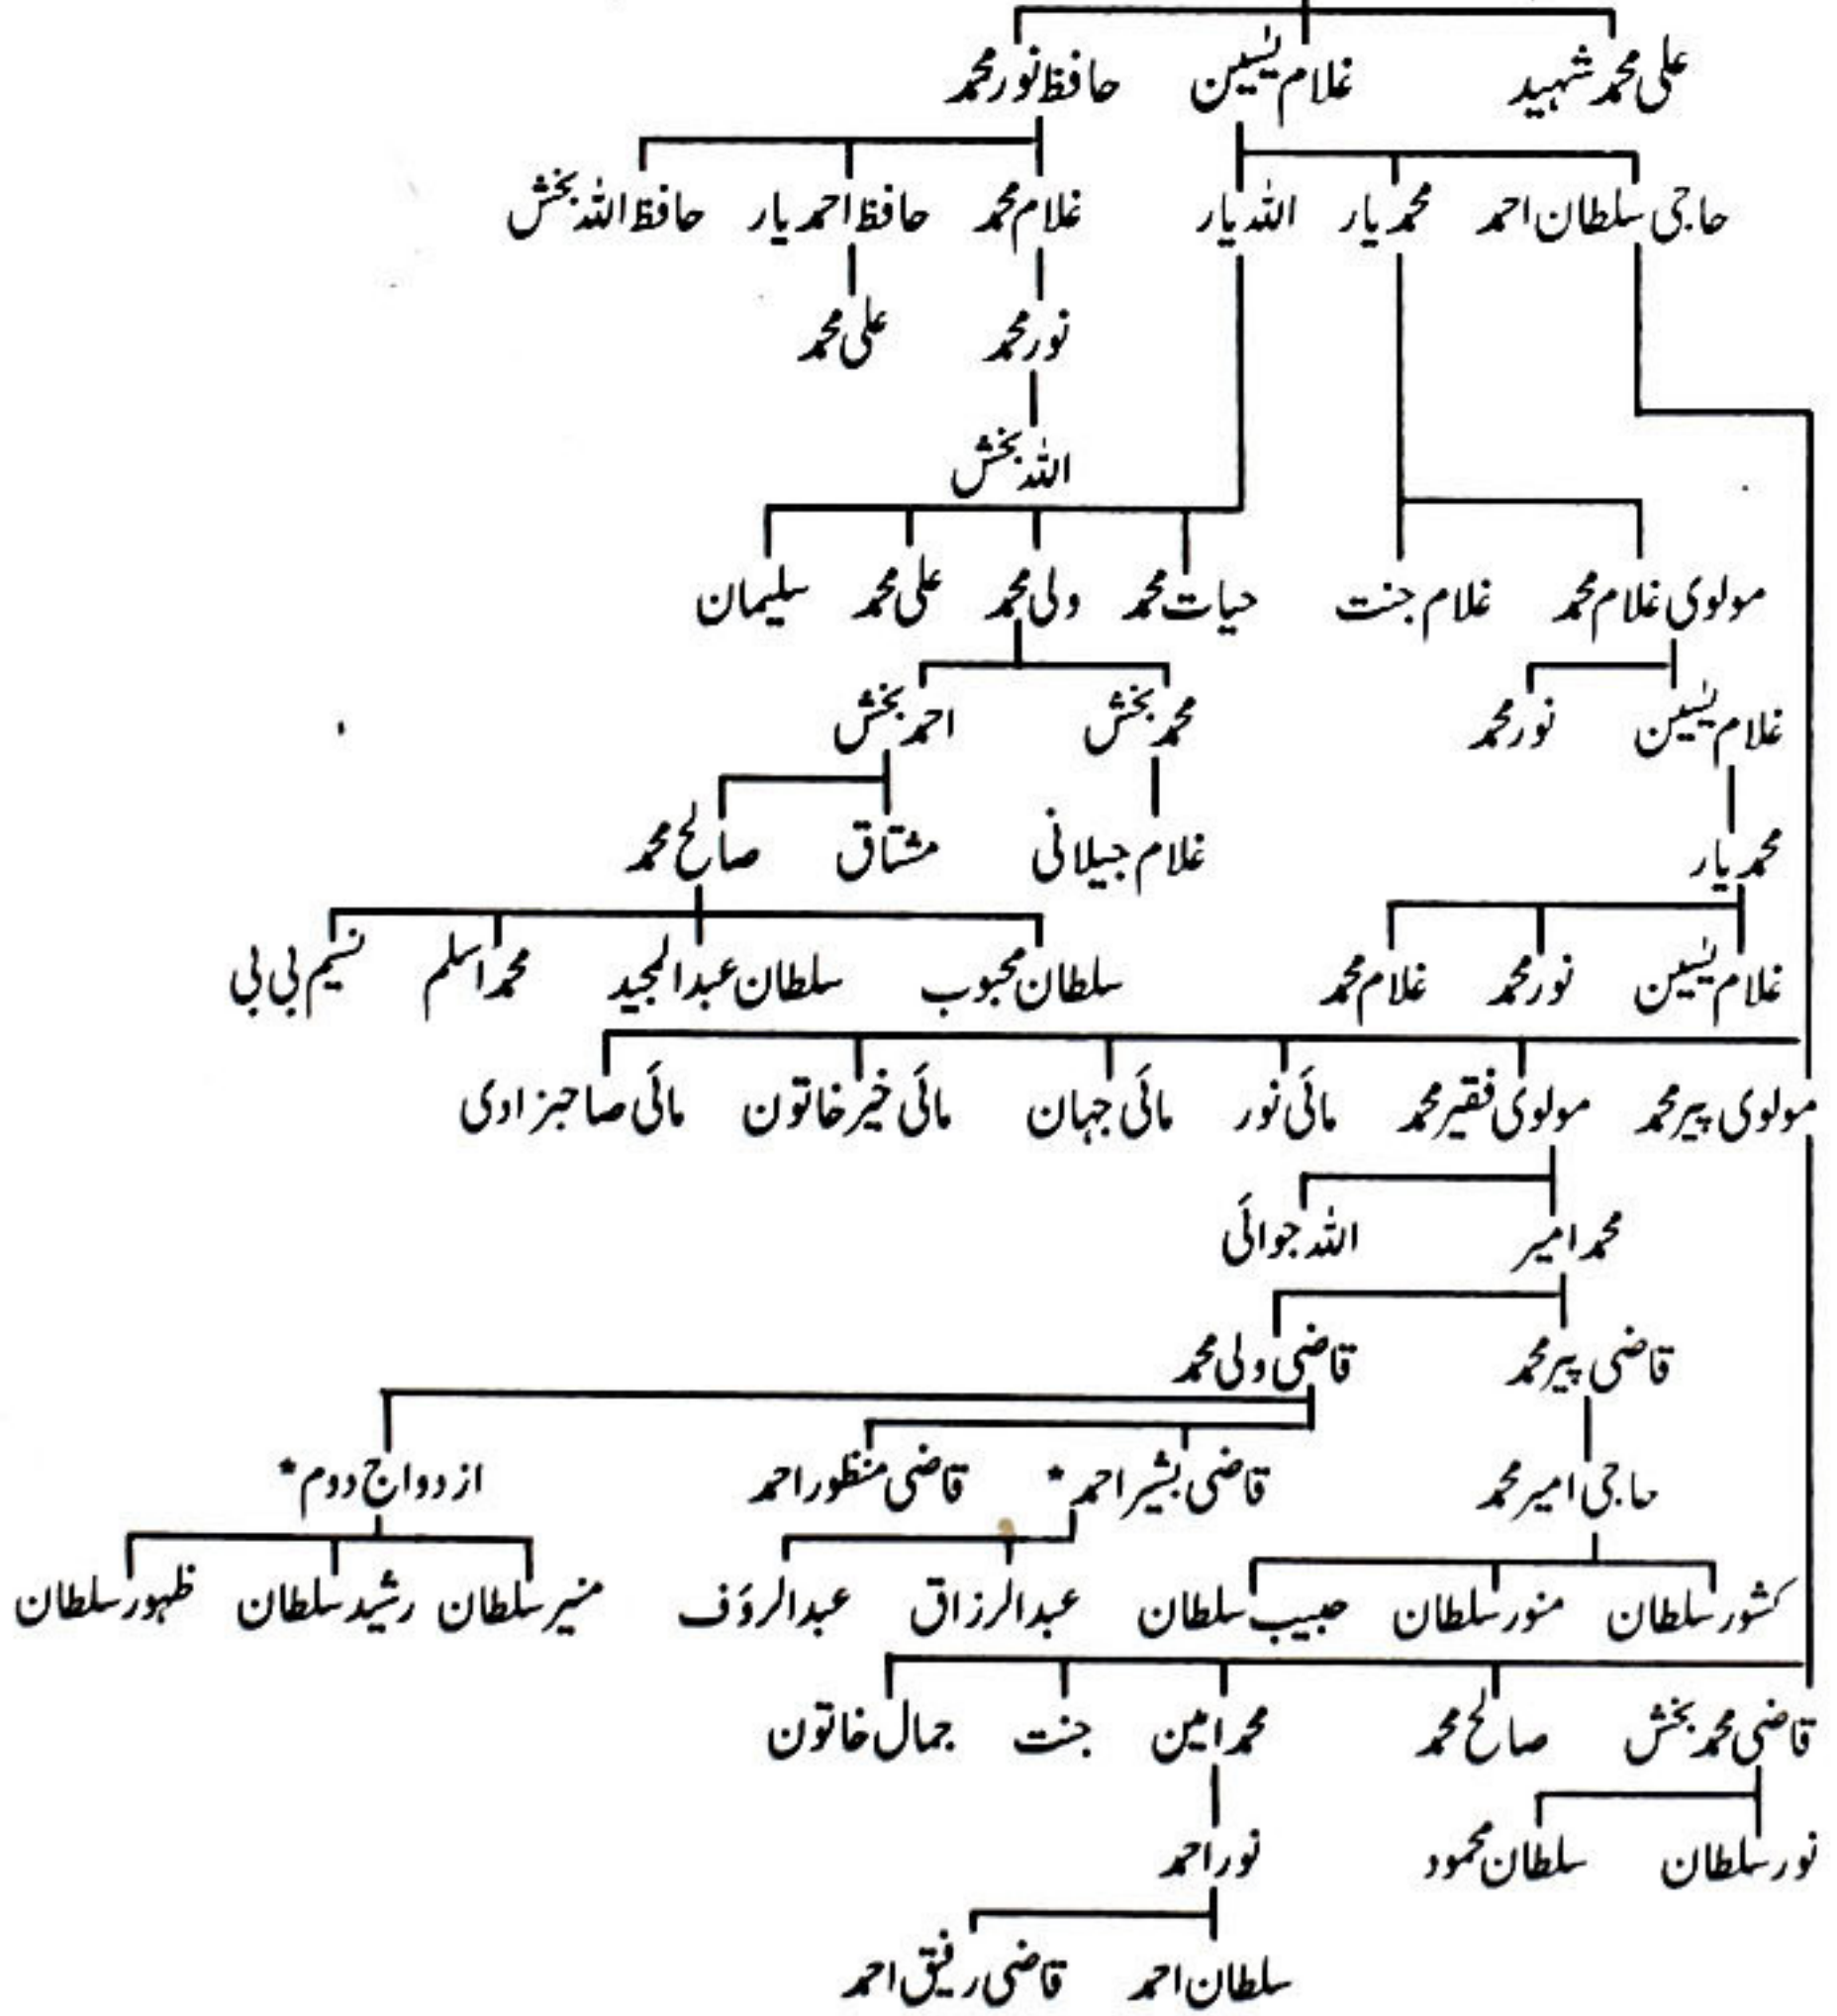 علی محمد شہید غلام یٰسین حافظ نور محمد
حاجی سلطان احمد محمد یار اللہ یار غلام محمد حافظ احمد یار حافظ اللہ بخش
نور محمد علی محمد
اللہ بخش
مولوی غلام محمد غلام جنت حیات محمد ولی محمد علی محمد سلیمان
غلام یٰسین نور محمد محمد بخش احمد بخش
محمد یار غلام جیلانی مشتاق صالح محمد
غلام یٰسین نور محمد غلام محمد سلطان محبوب سلطان عبدالمجید محمد اسلم نسیم بی بی
مولوی پیر محمد مولوی فقیر محمد مائی نور مائی جہان مائی خیر خاتون مائی صاحبزادی
محمد امیر اللہ جوائی
قاضی پیر محمد قاضی ولی محمد
حاجی امیر محمد قاضی بشیر احمد * قاضی منظور احمد از دواج دوم *
کشور سلطان منور سلطان حبیب سلطان عبدالرزاق عبدالرؤف منیر سلطان رشید سلطان ظہور سلطان
قاضی محمد بخش صالح محمد محمد امین جنت جمال خاتون
نور سلطان سلطان محمود نور احمد
سلطان احمد قاضی رفیق احمد